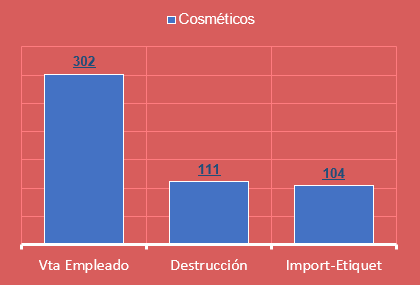 Cosméticos
302
111
104
Vta Empleado
Destrucción
Import-Etiquet